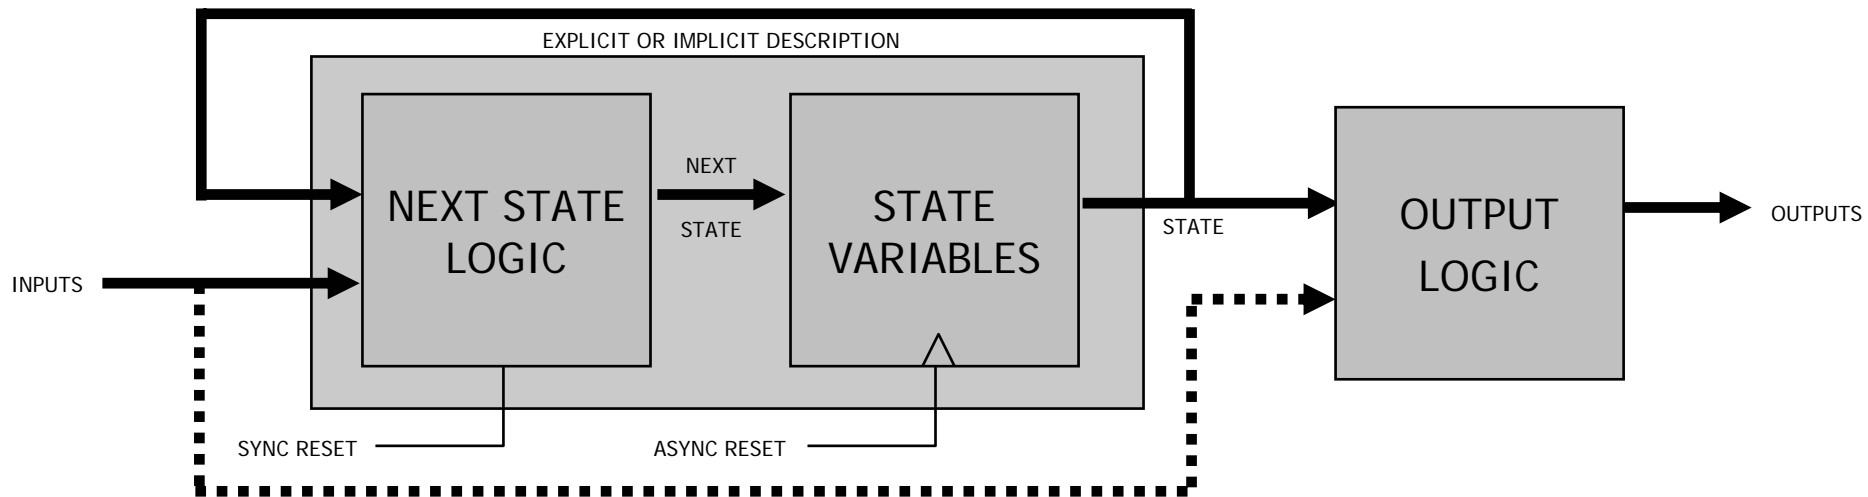 EXPLICIT OR IMPLICIT DESCRIPTION
NEXT STATE
LOGIC
NEXT
STATE
STATE
VARIABLES
STATE
OUTPUT
LOGIC
OUTPUTS
INPUTS
SYNC RESET
ASYNC RESET